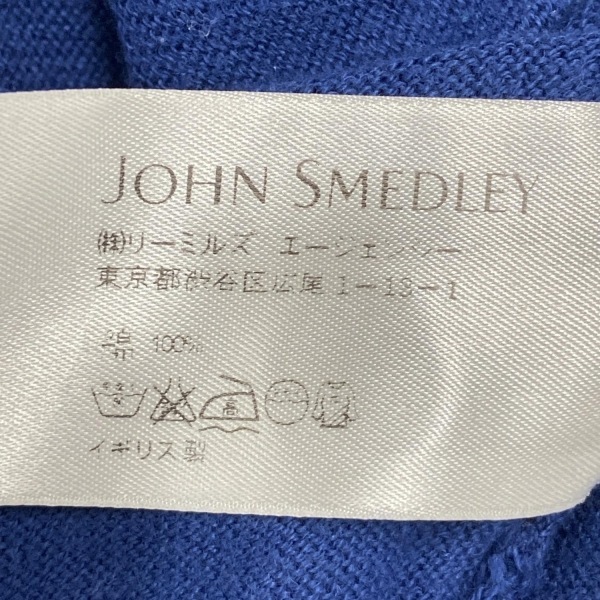 JOHN SMEDLEY
㈱リーミルズ エージェンシー
東京都渋谷区広尾 1-13-1
綿 100%
高
イギリス製